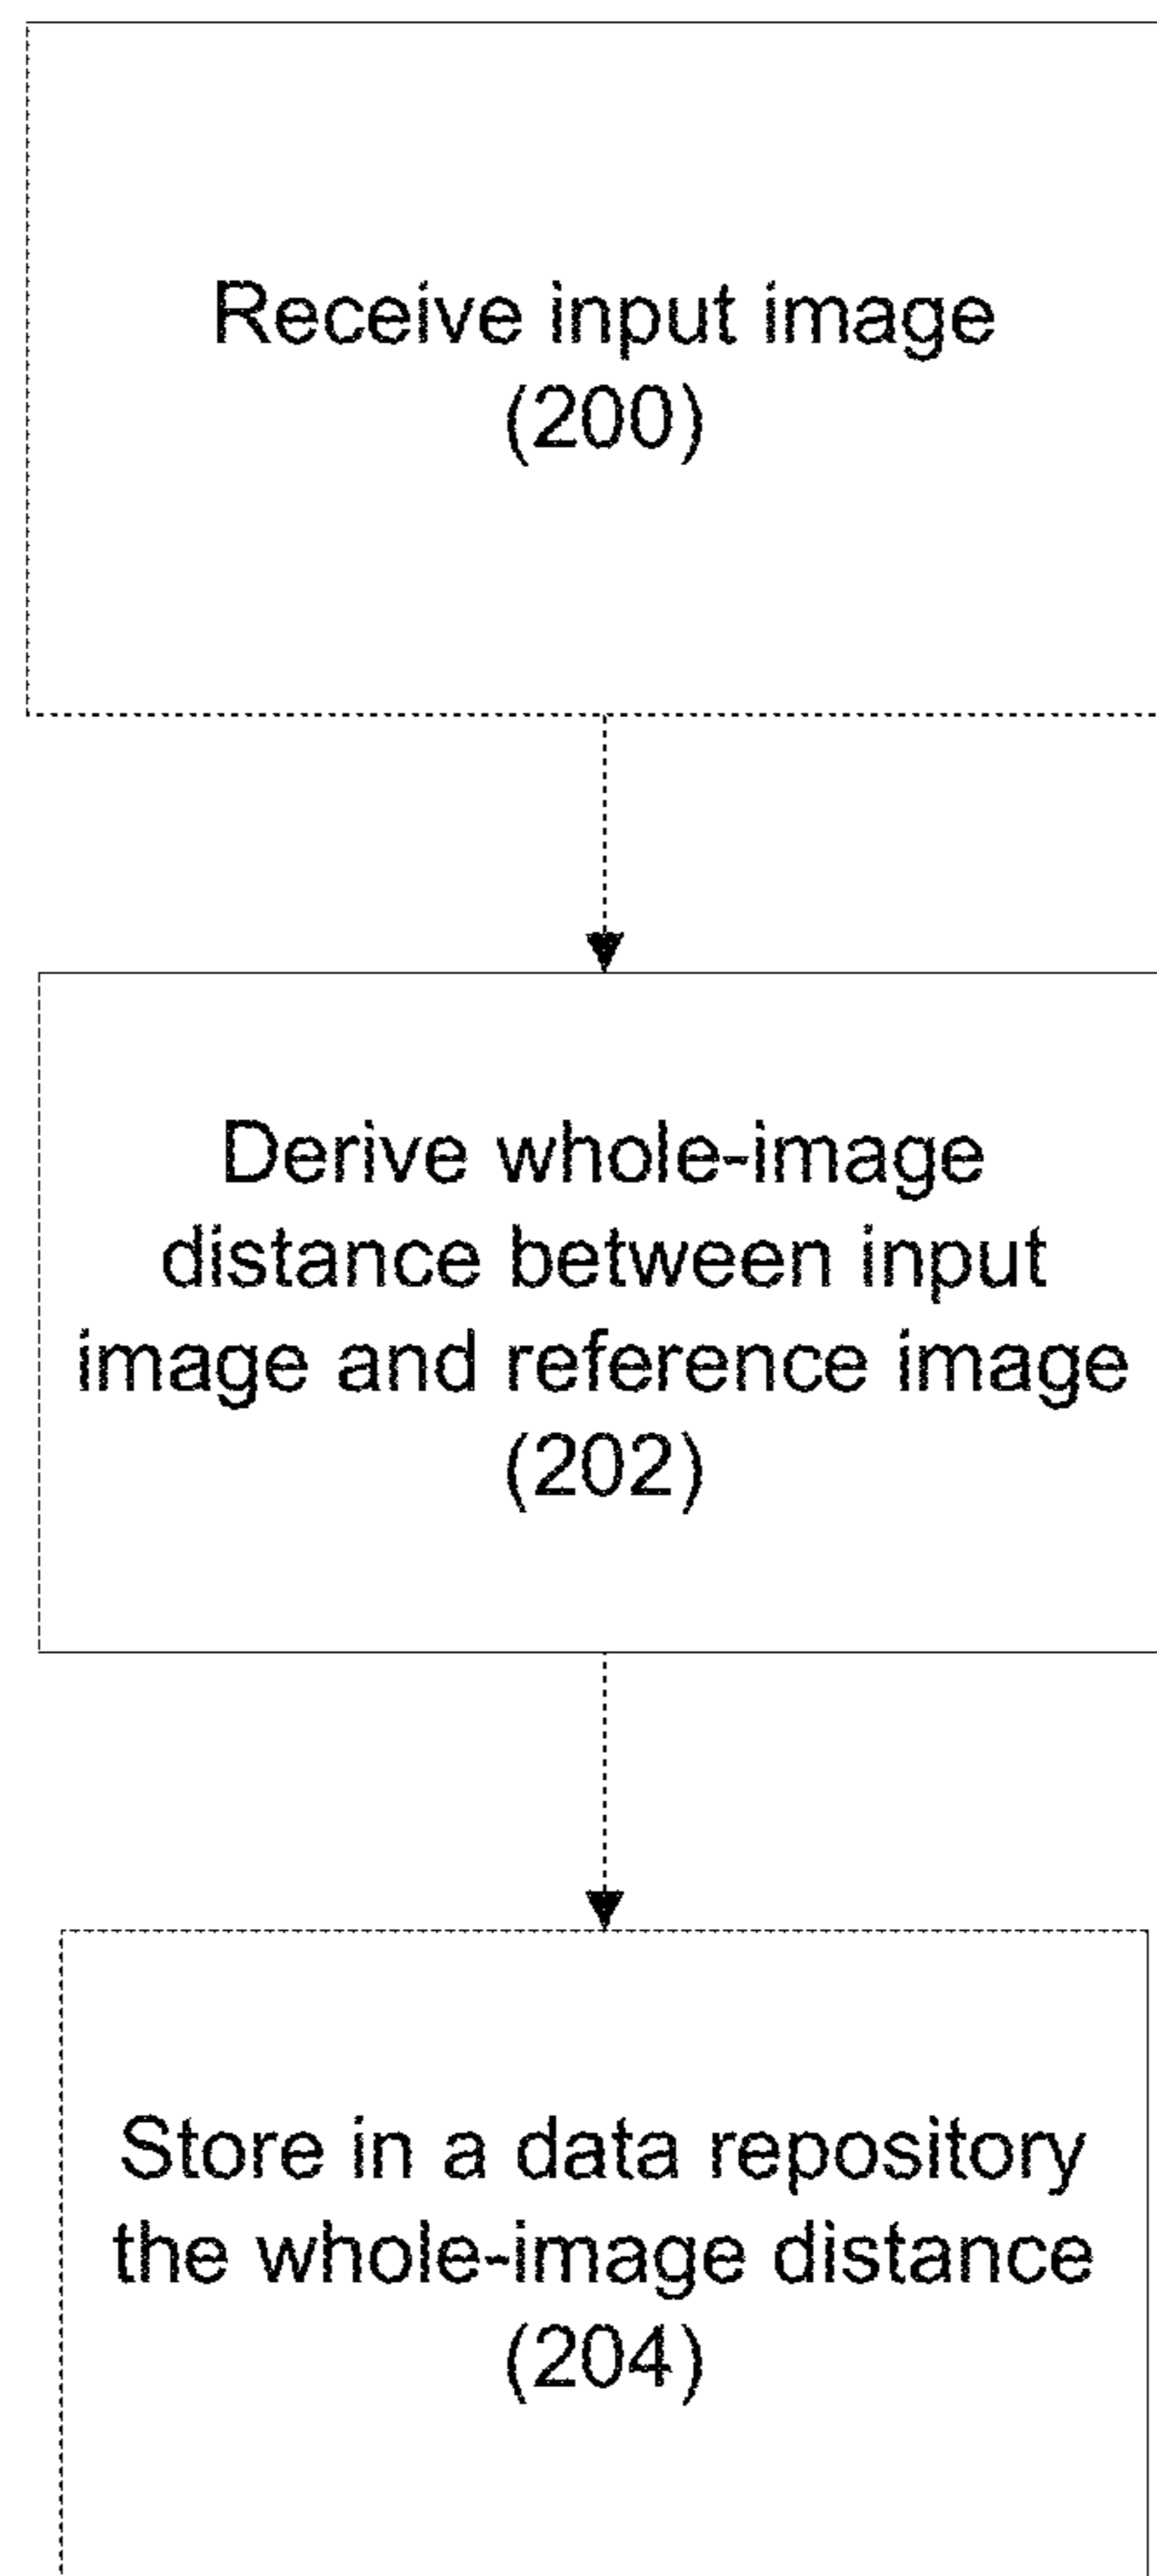 Receive input image
(200)
Derive whole-image
distance between input
image and reference image
(202)
Store in a data repository
the whole-image distance
(204)